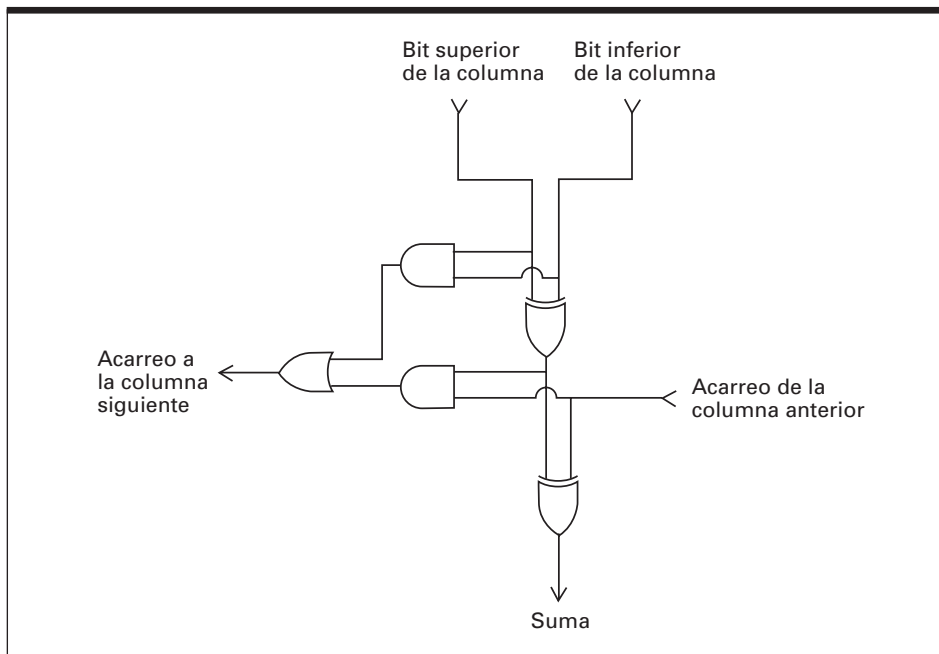 Bit superior
de la columna
Bit inferior
de la columna
Acarreo a
la columna
siguiente
Acarreo de la
columna anterior
Suma